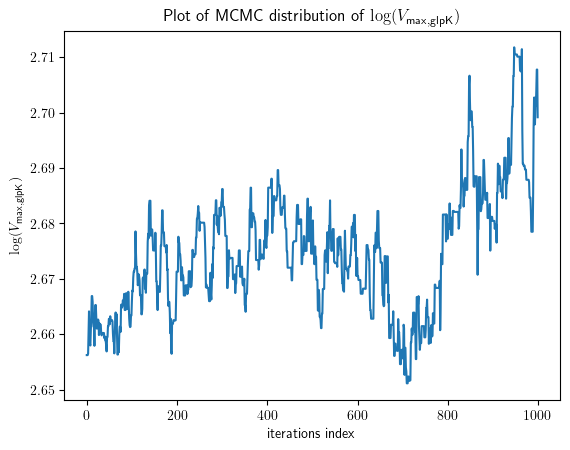 Plot of MCMC distribution of log(V_max,glpK)
2.71
2.70
2.69
2.68
2.67
2.66
2.65
log(V_max,glpK)
0 200 400 600 800 1000
iterations index